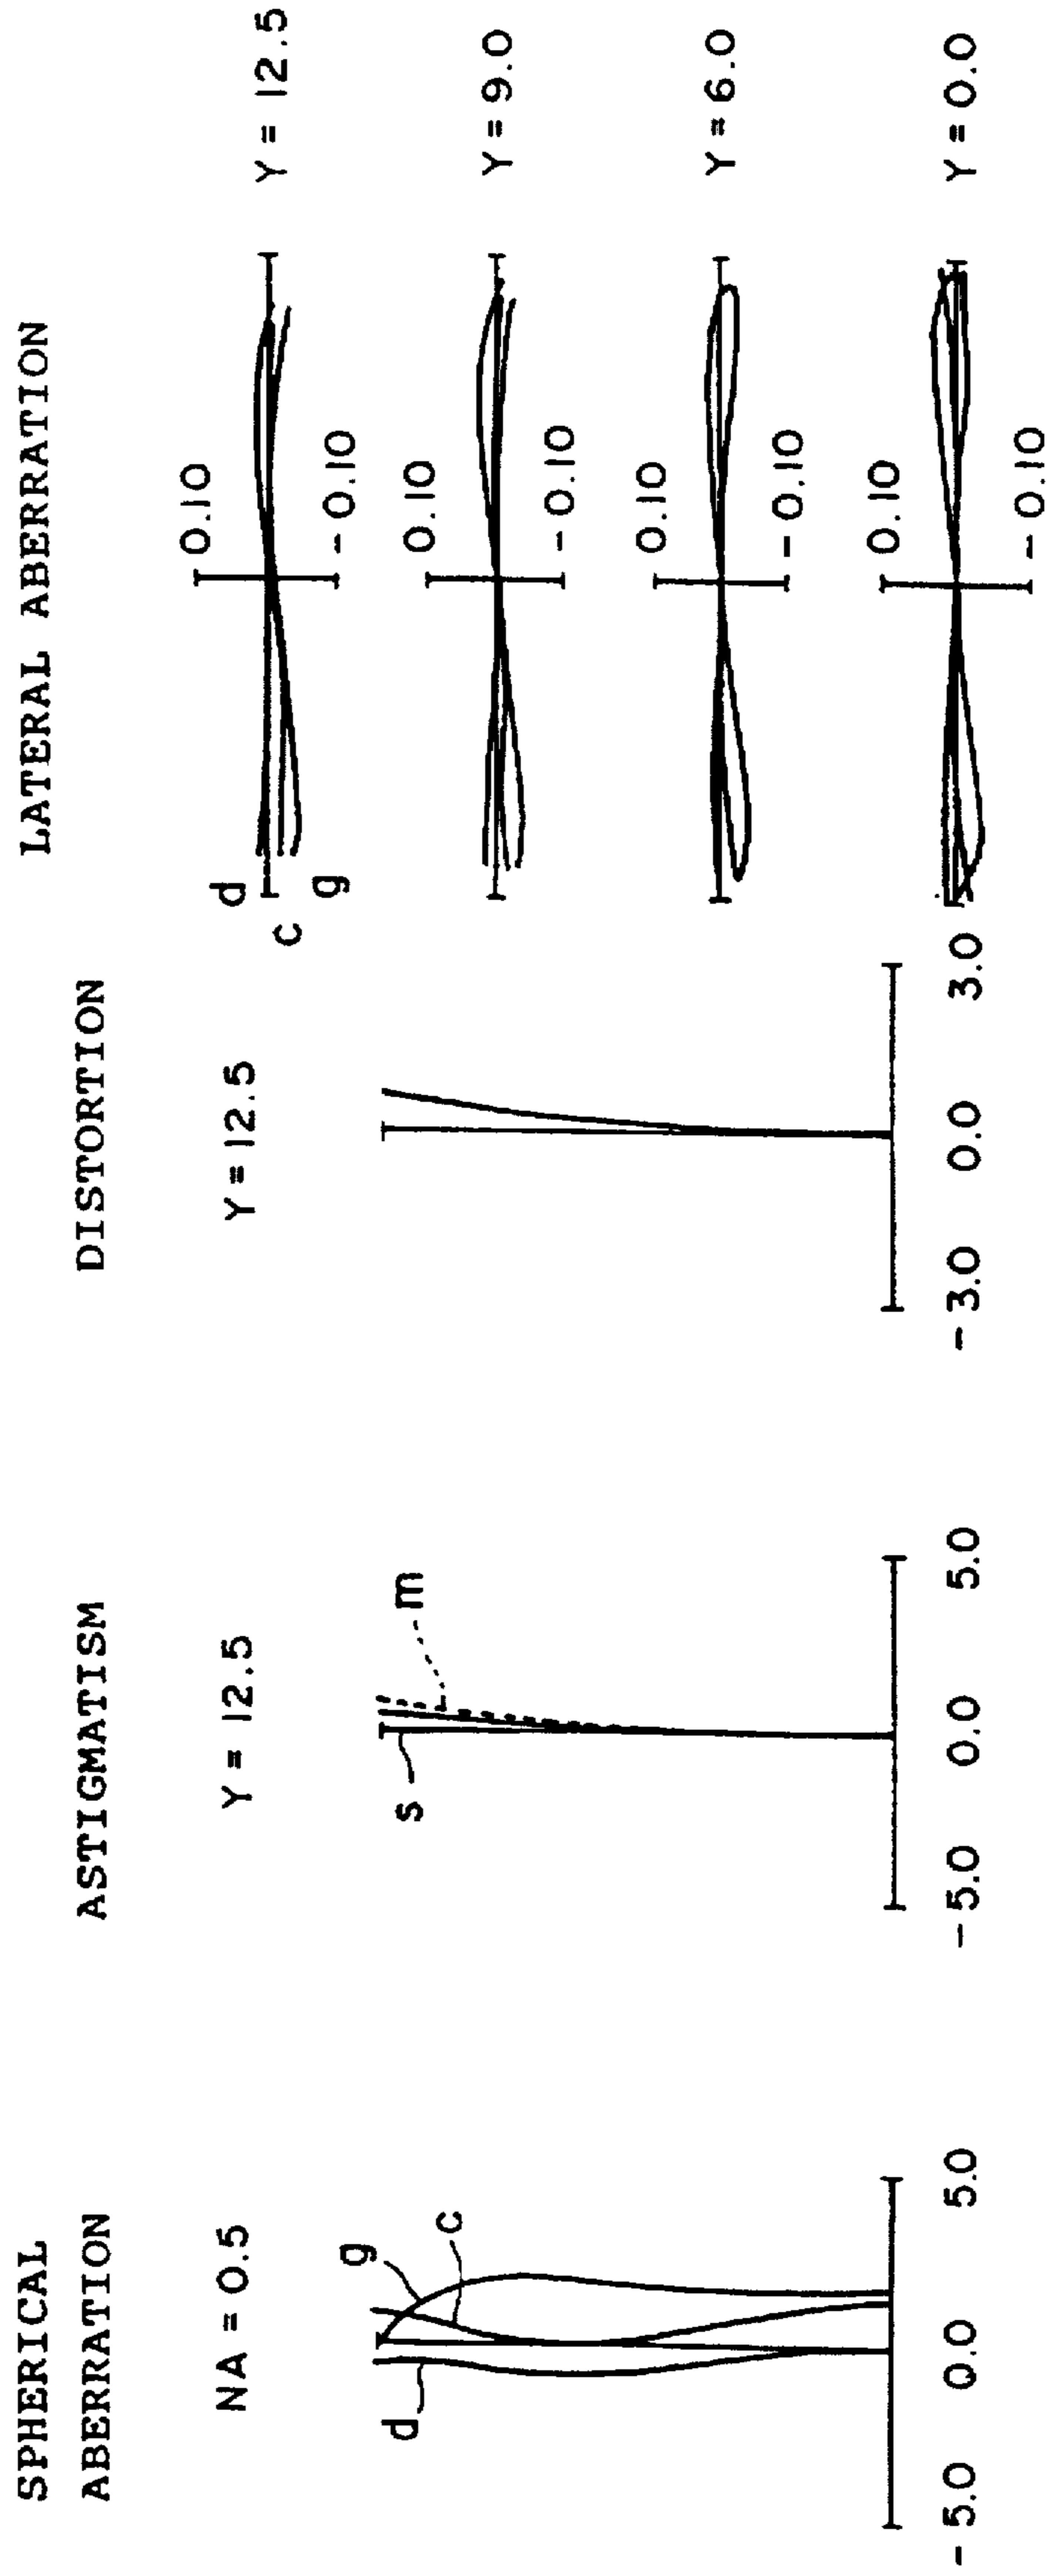 SPHERICAL
ABERRATION
NA = 0.5
g
c
d
-5.0 0.0 5.0
ASTIGMATISM
Y = 12.5
s
m
-5.0 0.0 5.0
DISTORTION
Y = 12.5
-3.0 0.0 3.0
LATERAL ABERRATION
0.10
d
c
g
-0.10
Y = 12.5
0.10
-0.10
Y = 9.0
0.10
-0.10
Y = 6.0
0.10
-0.10
Y = 0.0